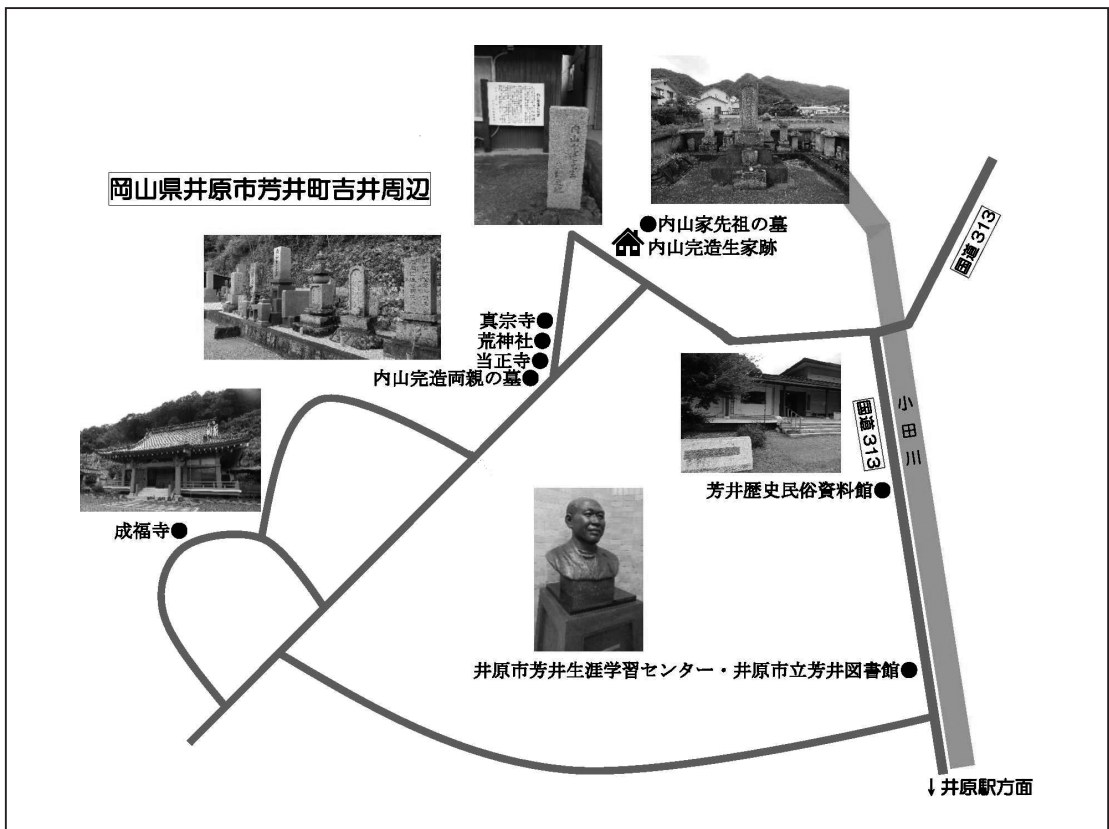 岡山県井原市芳井町吉井周辺
●内山家先祖の墓
内山完造生家跡
国道313
真宗寺●
荒神社●
当正寺●
内山完造両親の墓●
小田川
国道313
芳井歴史民俗資料館●
成福寺●
井原市芳井生涯学習センター・井原市立芳井図書館●
↓井原駅方面